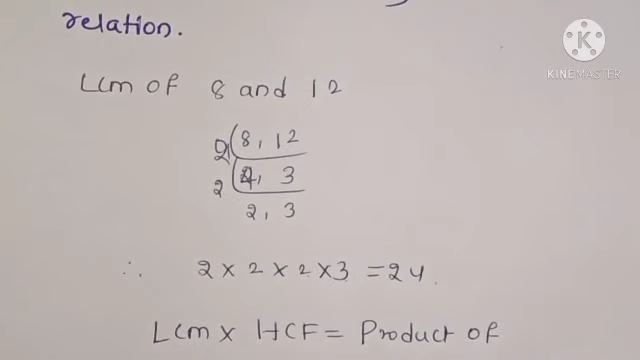 relation.
KINEMASTER
Lcm of 8 and 12
2 8, 12
2 4, 3
2, 3
∴ 2 × 2 × 2 × 3 = 24.
Lcm × HCF = Product of